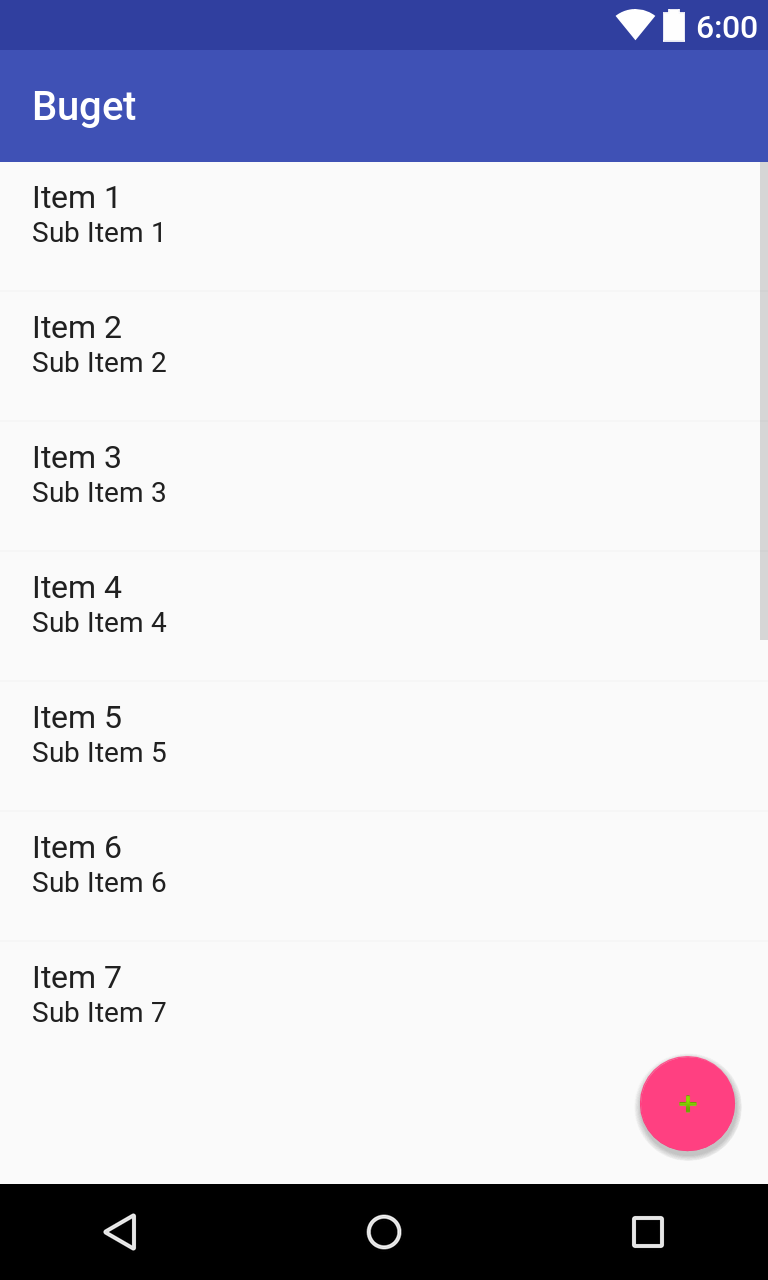 6:00
Buget
Item 1
Sub Item 1
Item 2
Sub Item 2
Item 3
Sub Item 3
Item 4
Sub Item 4
Item 5
Sub Item 5
Item 6
Sub Item 6
Item 7
Sub Item 7
+